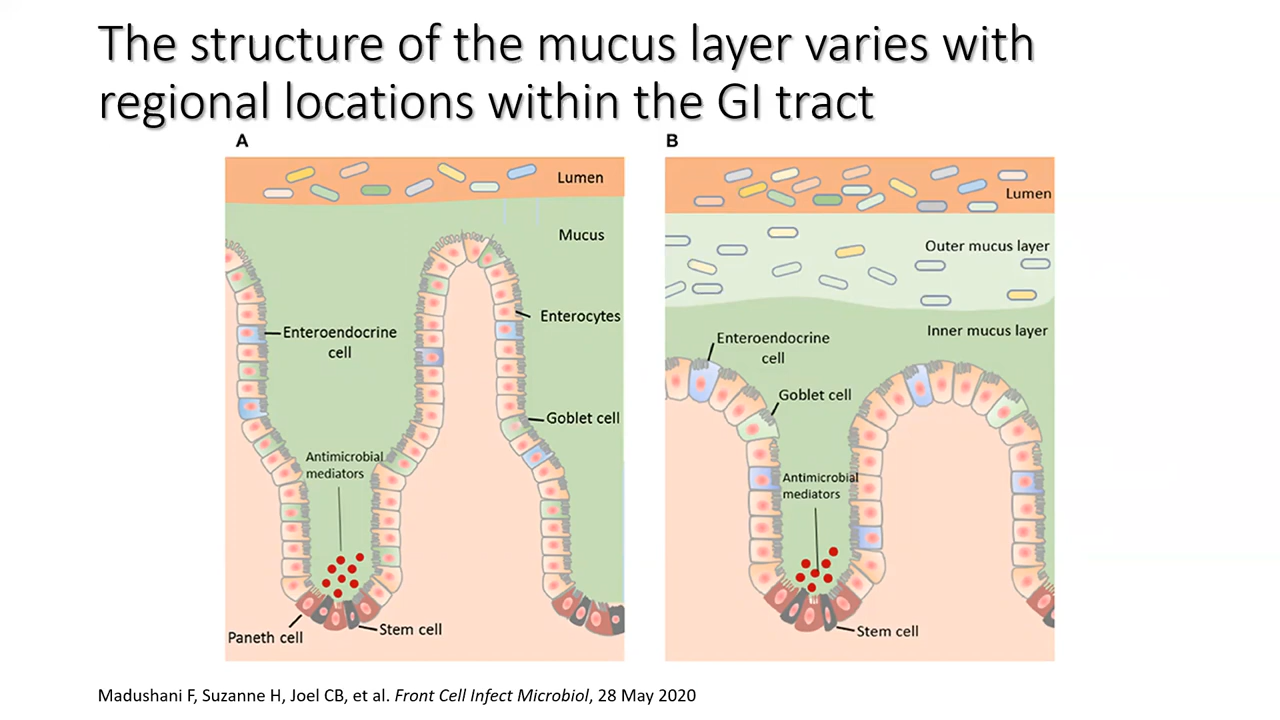 The structure of the mucus layer varies with
regional locations within the GI tract
A
Lumen
Mucus
Enterocytes
Enteroendocrine
cell
Goblet cell
Antimicrobial
mediators
Paneth cell
Stem cell
B
Lumen
Outer mucus layer
Inner mucus layer
Enteroendocrine
cell
Goblet cell
Antimicrobial
mediators
Stem cell
Madushani F, Suzanne H, Joel CB, et al. Front Cell Infect Microbiol, 28 May 2020